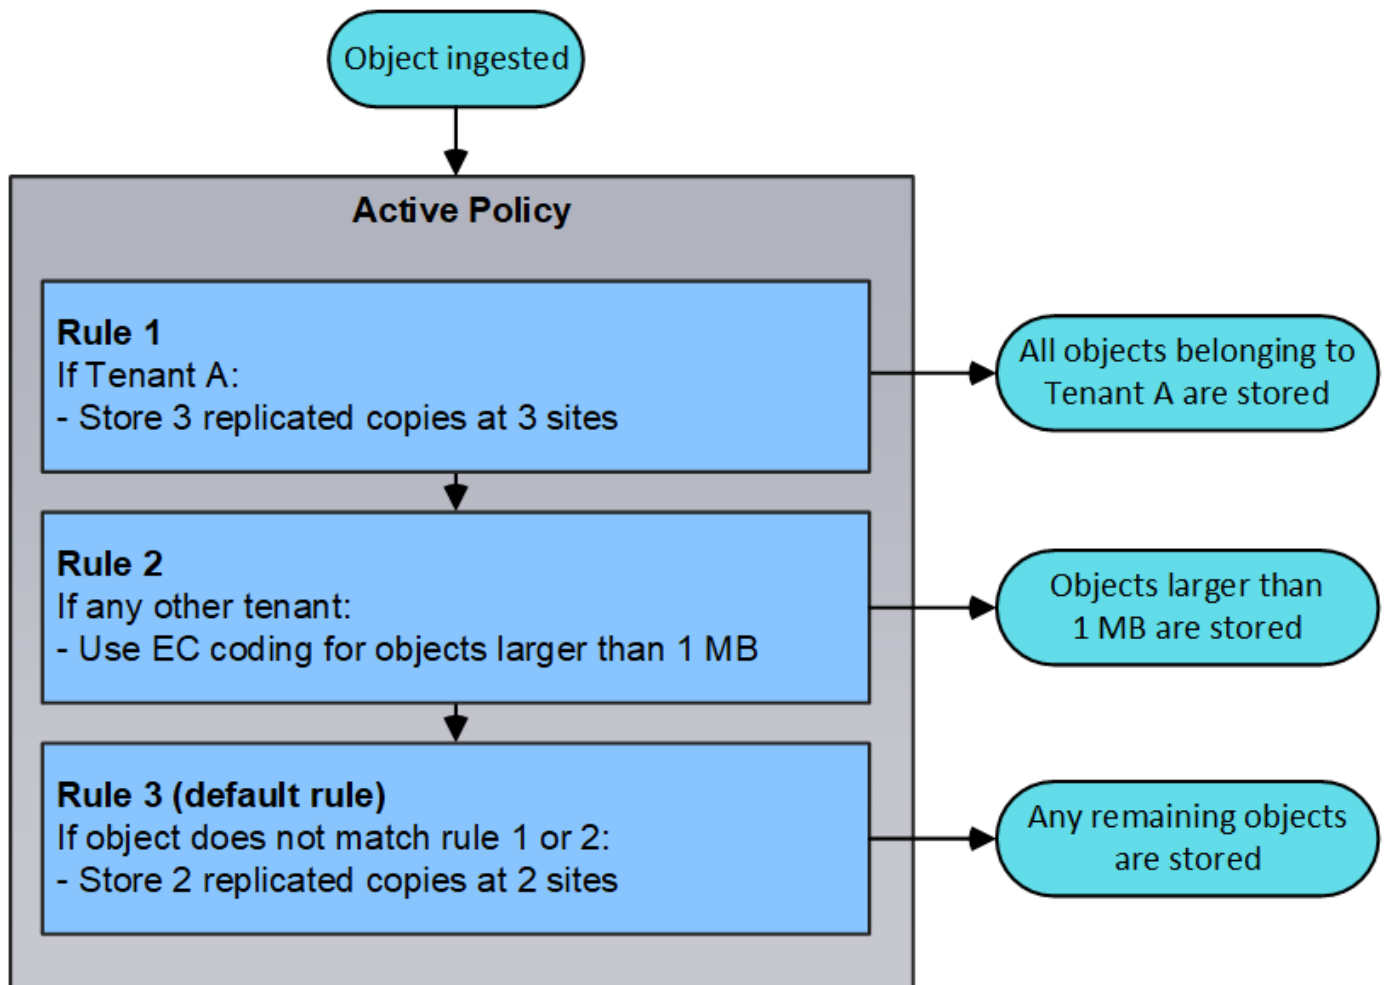 Object ingested
Active Policy
Rule 1
If Tenant A:
- Store 3 replicated copies at 3 sites
All objects belonging to
Tenant A are stored
Rule 2
If any other tenant:
- Use EC coding for objects larger than 1 MB
Objects larger than
1 MB are stored
Rule 3 (default rule)
If object does not match rule 1 or 2:
- Store 2 replicated copies at 2 sites
Any remaining objects
are stored